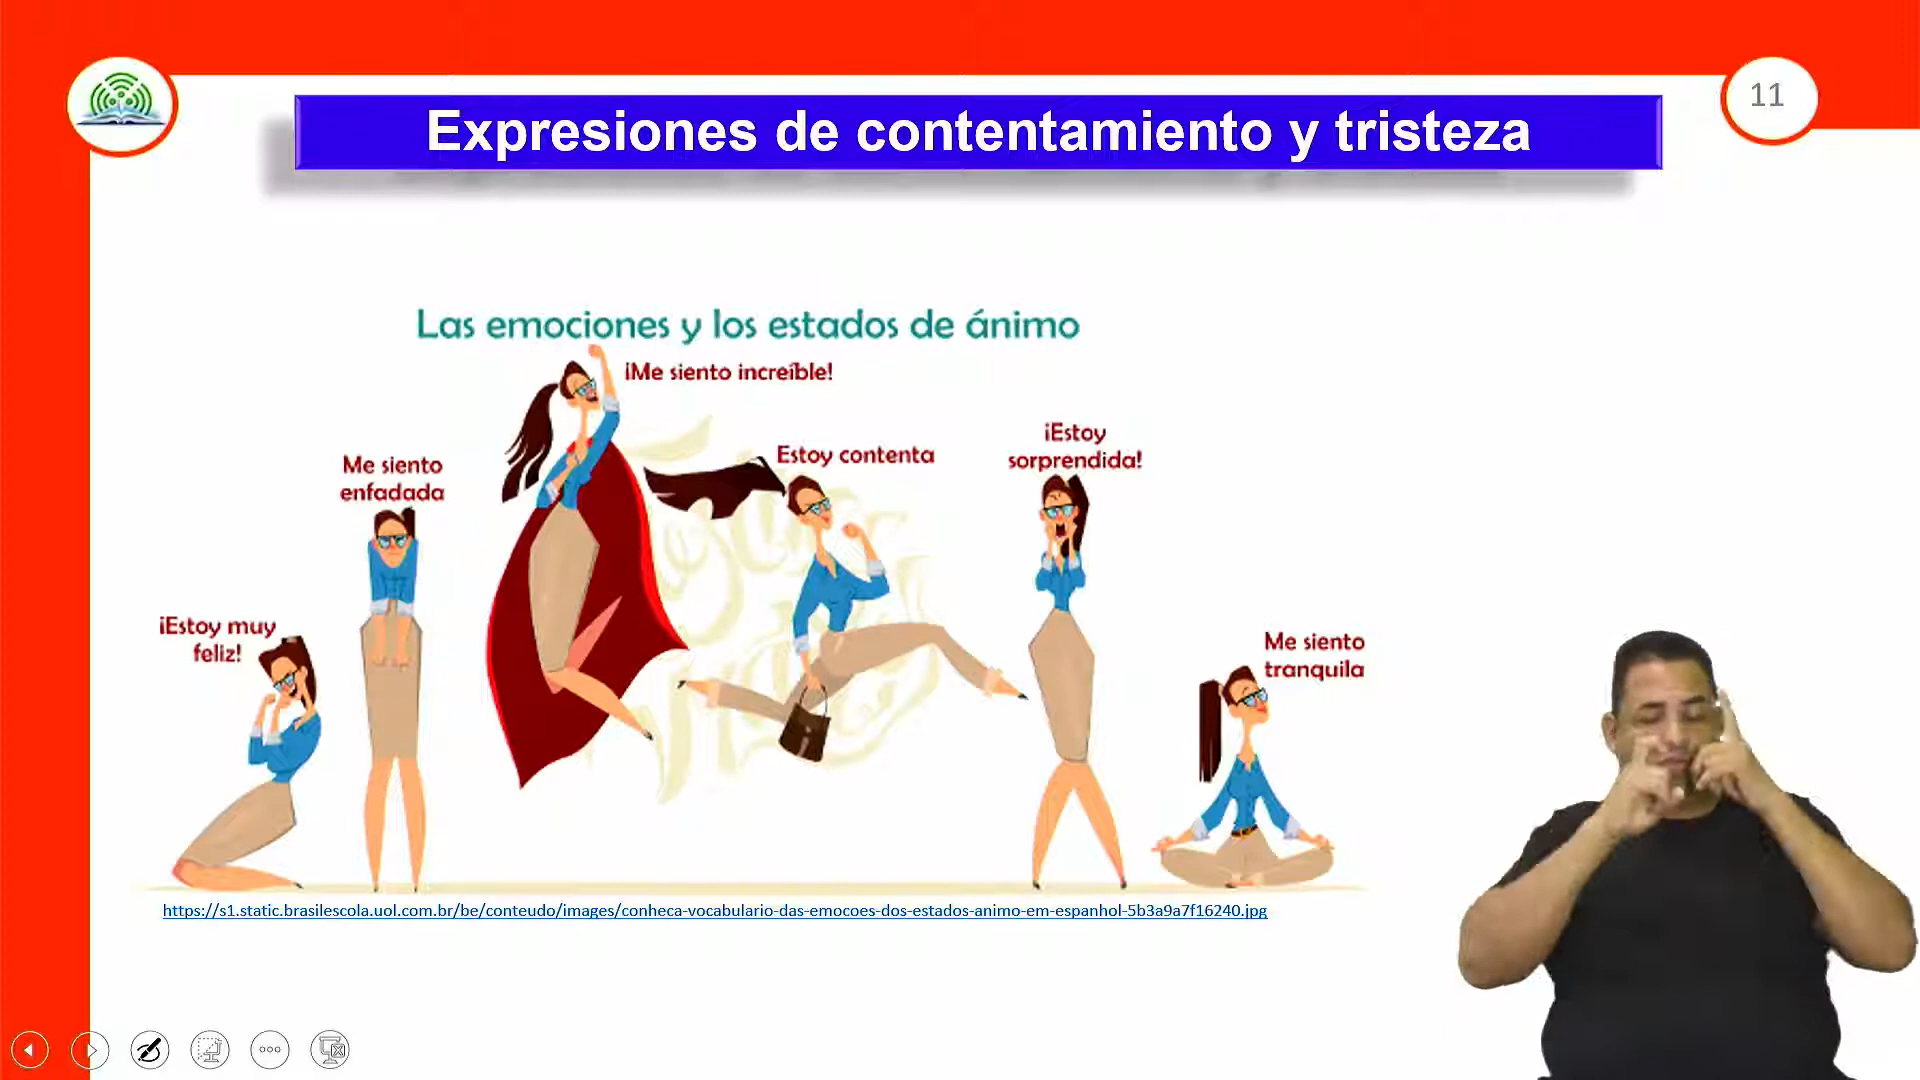 11
Expresiones de contentamiento y tristeza
Las emociones y los estados de ánimo
¡Me siento increíble!
Estoy contenta
¡Estoy
sorprendida!
Me siento
enfadada
¡Estoy muy
feliz!
Me siento
tranquila
https://s1.static.brasilescola.uol.com.br/be/conteudo/images/conheca-vocabulario-das-emocoes-dos-estados-animo-em-espanhol-5b3a9a7f16240.jpg